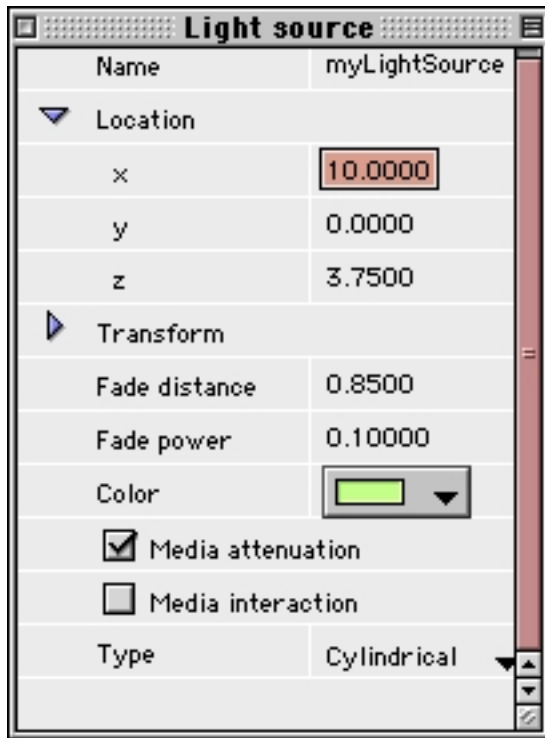 Light source
Name myLightSource
Location
x 10.0000
y 0.0000
z 3.7500
Transform
Fade distance 0.8500
Fade power 0.10000
Color
Media attenuation
Media interaction
Type Cylindrical